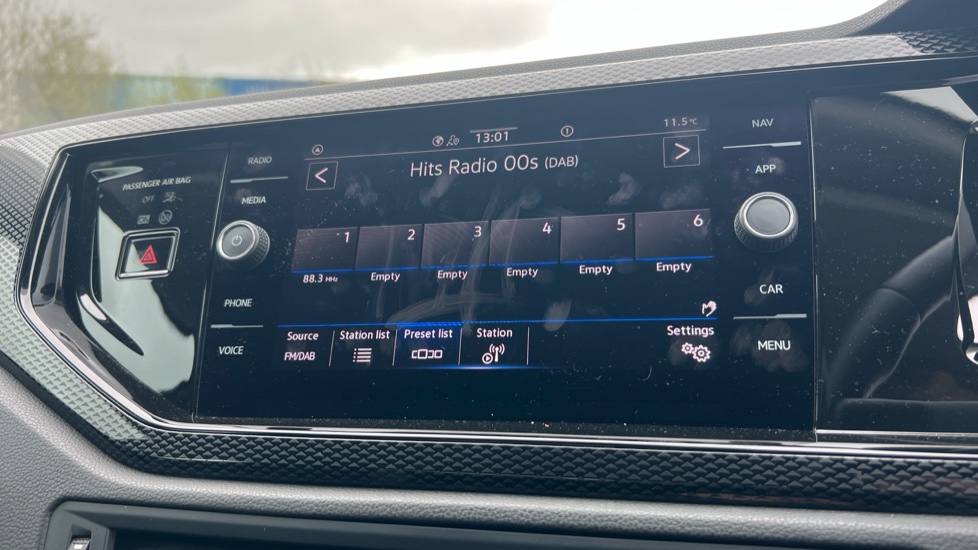 PASSENGER AIR BAG
OFF
RADIO
MEDIA
PHONE
VOICE
13:01
1
11.5°C
<
Hits Radio 00s (DAB)
>
1 2 3 4 5 6
88.3 MHz Empty Empty Empty Empty Empty
Source Station list Preset list Station Settings
FM/DAB
NAV
APP
CAR
MENU